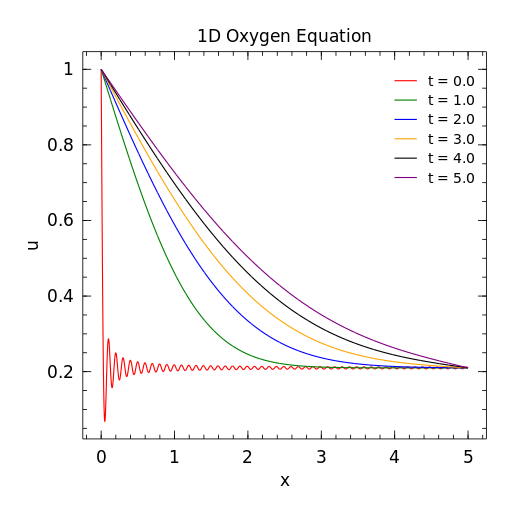 1D Oxygen Equation
1
0.8
0.6
0.4
0.2
u
t = 0.0
t = 1.0
t = 2.0
t = 3.0
t = 4.0
t = 5.0
0 1 2 3 4 5
x